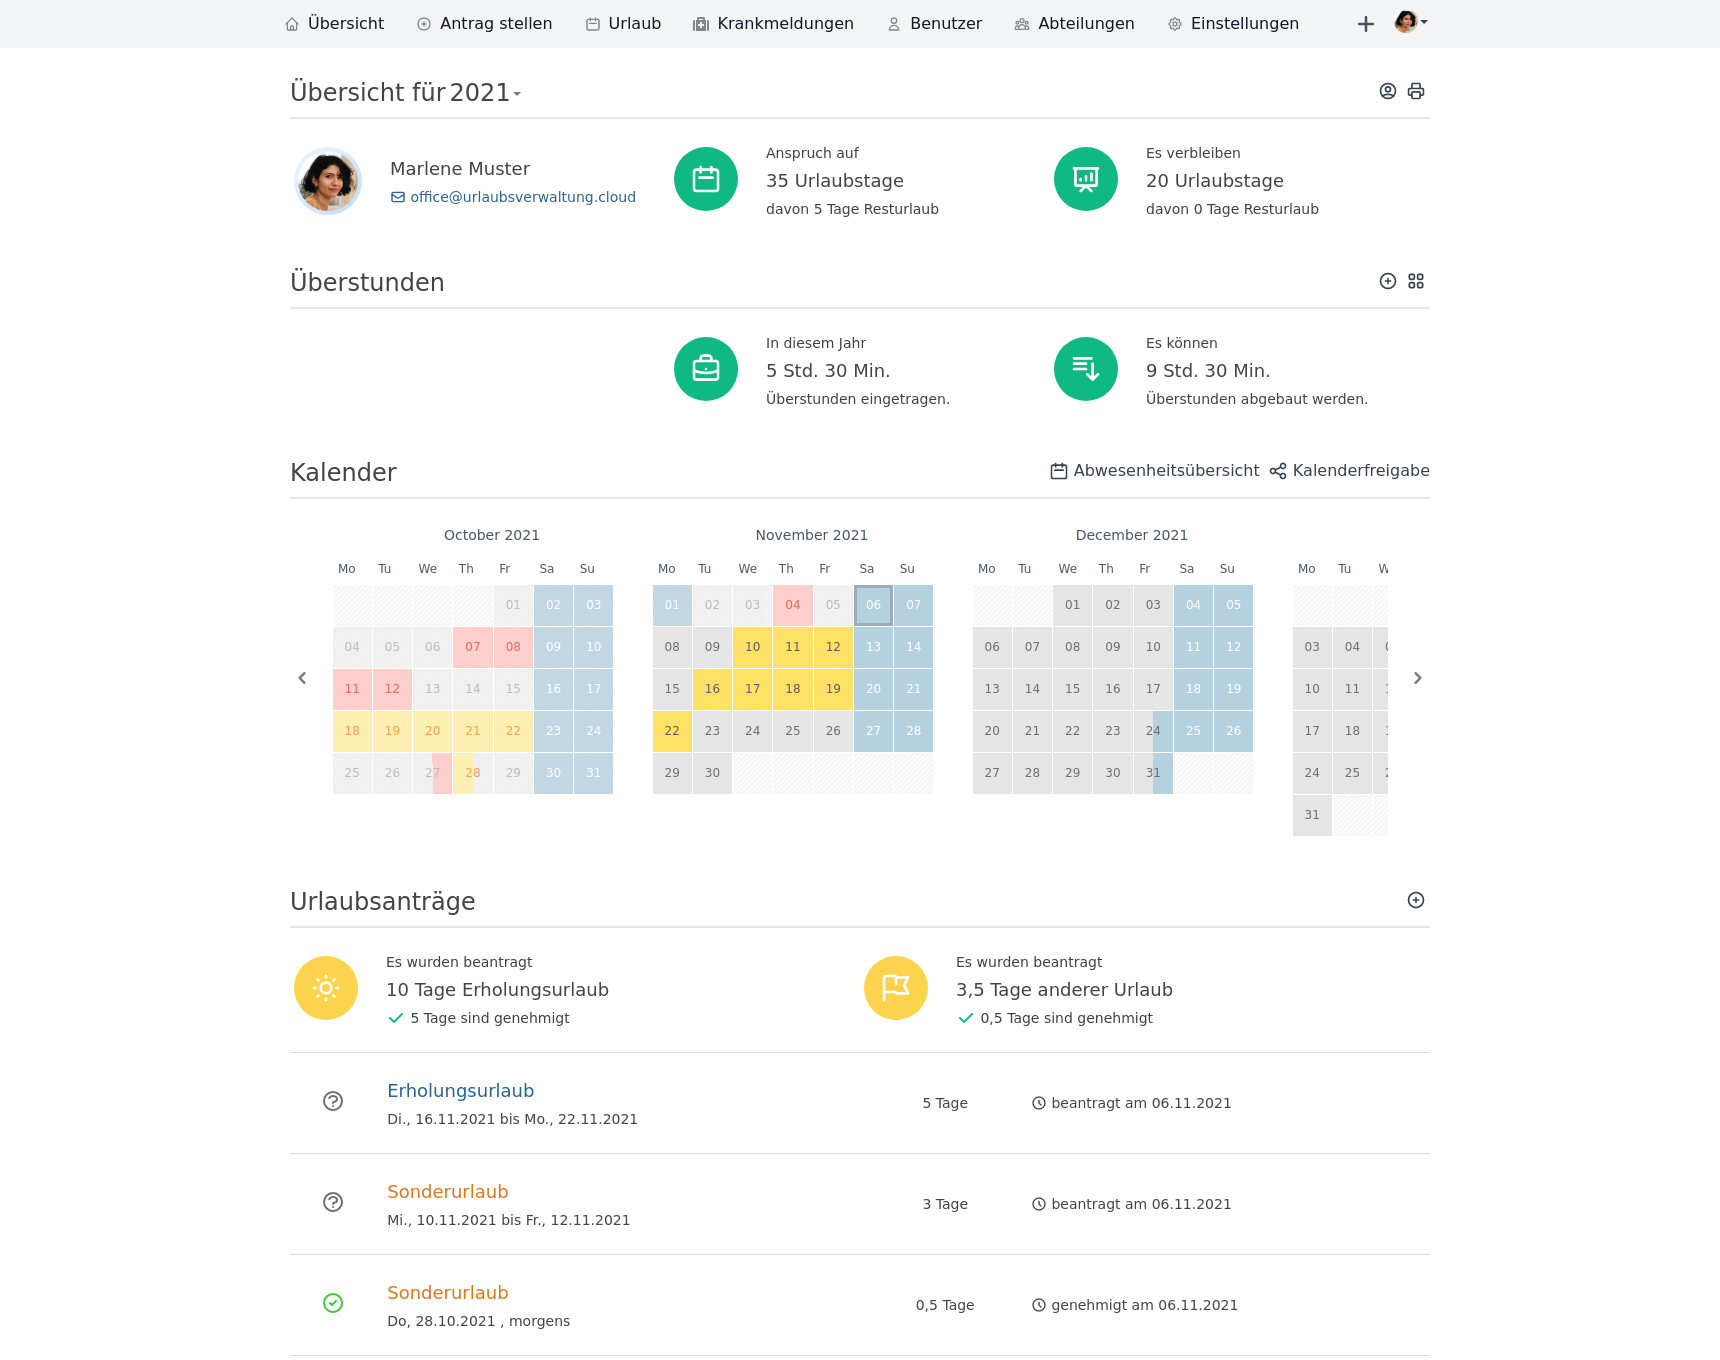 Übersicht Antrag stellen Urlaub Krankmeldungen Benutzer Abteilungen Einstellungen
Übersicht für 2021
Marlene Muster
office@urlaubsverwaltung.cloud
Anspruch auf
35 Urlaubstage
davon 5 Tage Resturlaub
Es verbleiben
20 Urlaubstage
davon 0 Tage Resturlaub
Überstunden
In diesem Jahr
5 Std. 30 Min.
Überstunden eingetragen.
Es können
9 Std. 30 Min.
Überstunden abgebaut werden.
Kalender
Abwesenheitsübersicht Kalenderfreigabe
October 2021
Mo Tu We Th Fr Sa Su
01 02 03
04 05 06 07 08 09 10
11 12 13 14 15 16 17
18 19 20 21 22 23 24
25 26 27 28 29 30 31
November 2021
Mo Tu We Th Fr Sa Su
01 02 03 04 05 06 07
08 09 10 11 12 13 14
15 16 17 18 19 20 21
22 23 24 25 26 27 28
29 30
December 2021
Mo Tu We Th Fr Sa Su
01 02 03 04 05
06 07 08 09 10 11 12
13 14 15 16 17 18 19
20 21 22 23 24 25 26
27 28 29 30 31
Mo Tu
03 04
10 11
17 18
24 25
31
Urlaubsanträge
Es wurden beantragt
10 Tage Erholungsurlaub
5 Tage sind genehmigt
Es wurden beantragt
3,5 Tage anderer Urlaub
0,5 Tage sind genehmigt
Erholungsurlaub
Di., 16.11.2021 bis Mo., 22.11.2021
5 Tage
beantragt am 06.11.2021
Sonderurlaub
Mi., 10.11.2021 bis Fr., 12.11.2021
3 Tage
beantragt am 06.11.2021
Sonderurlaub
Do, 28.10.2021 , morgens
0,5 Tage
genehmigt am 06.11.2021